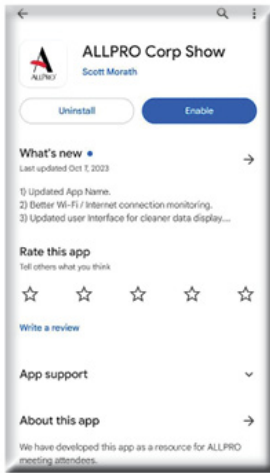 ALLPRO Corp Show
ALLPRO
Scott Morath
Uninstall
Enable
What's new
Last updated Oct 7, 2023
1) Updated App Name.
2) Better Wi-Fi / Internet connection monitoring.
3) Updated user Interface for cleaner data display....
Rate this app
Tell others what you think
Write a review
App support
About this app
We have developed this app as a resource for ALLPRO
meeting attendees.